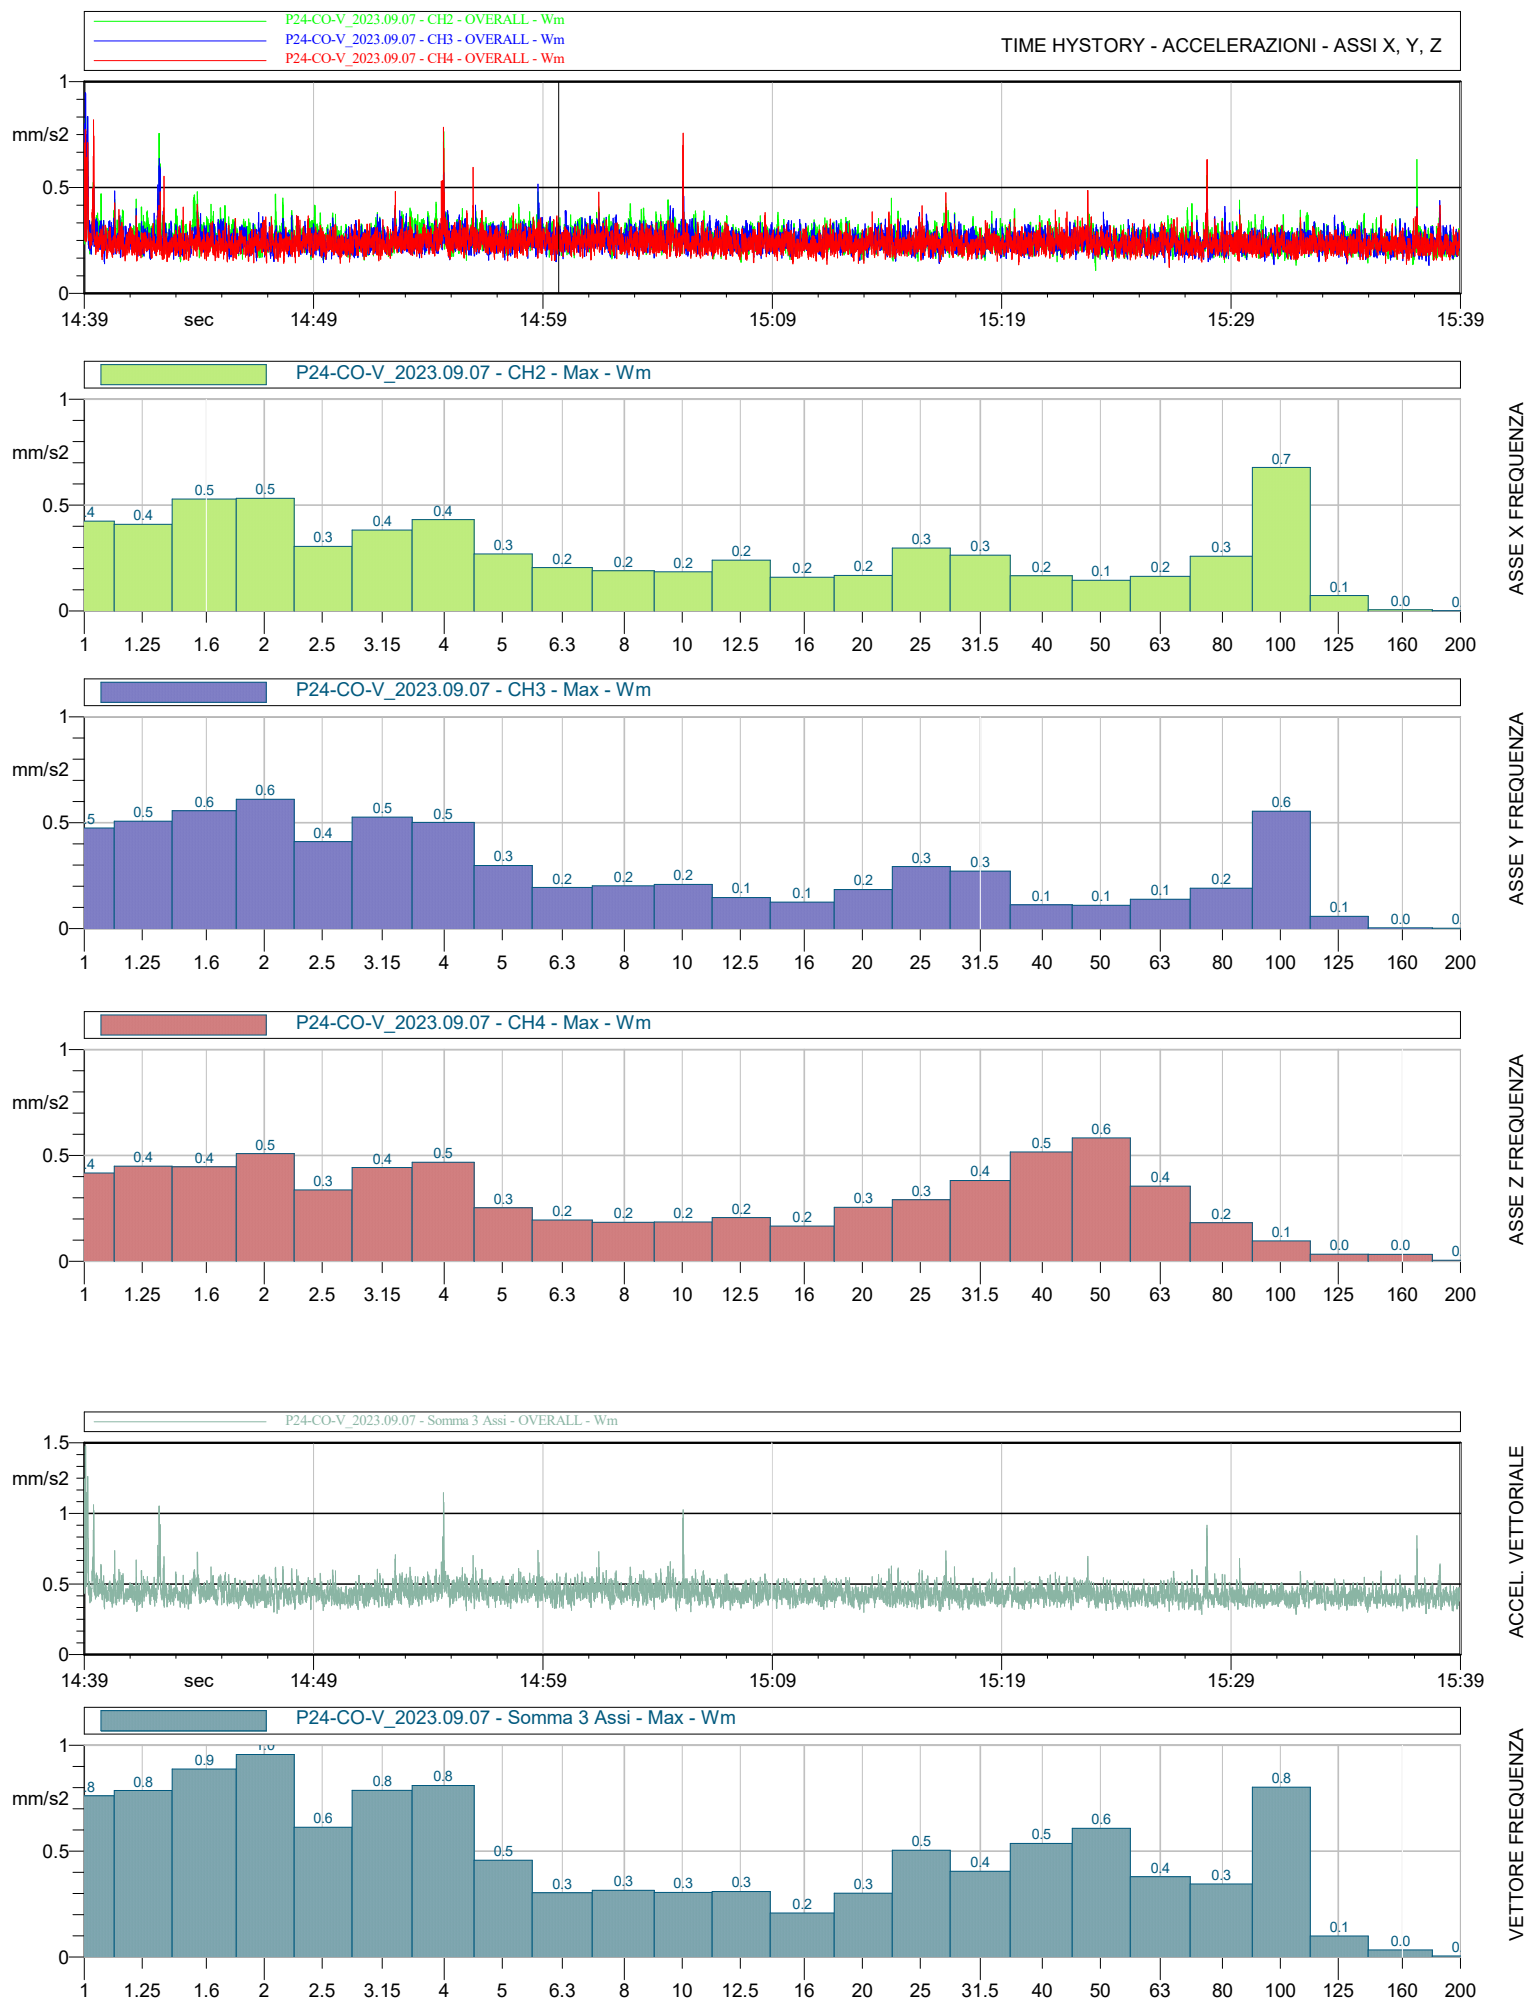 P24-CO-V_2023.09.07 - CH2 - OVERALL - Wm
P24-CO-V_2023.09.07 - CH3 - OVERALL - Wm
P24-CO-V_2023.09.07 - CH4 - OVERALL - Wm
TIME HYSTORY - ACCELERAZIONI - ASSI X, Y, Z
1
mm/s2
0.5
0
14:39 sec 14:49 14:59 15:09 15:19 15:29 15:39
P24-CO-V_2023.09.07 - CH2 - Max - Wm
1
mm/s2
0.5
0
4 0.4 0.5 0.5 0.3 0.4 0.4 0.3 0.2 0.2 0.2 0.2 0.2 0.2 0.3 0.3 0.2 0.1 0.2 0.3 0.7 0.1 0.0 0
1 1.25 1.6 2 2.5 3.15 4 5 6.3 8 10 12.5 16 20 25 31.5 40 50 63 80 100 125 160 200
ASSE X FREQUENZA
P24-CO-V_2023.09.07 - CH3 - Max - Wm
1
mm/s2
0.5
0
5 0.5 0.6 0.6 0.4 0.5 0.5 0.3 0.2 0.2 0.2 0.1 0.1 0.2 0.3 0.3 0.1 0.1 0.1 0.2 0.6 0.1 0.0 0
1 1.25 1.6 2 2.5 3.15 4 5 6.3 8 10 12.5 16 20 25 31.5 40 50 63 80 100 125 160 200
ASSE Y FREQUENZA
P24-CO-V_2023.09.07 - CH4 - Max - Wm
1
mm/s2
0.5
0
4 0.4 0.4 0.5 0.3 0.4 0.5 0.3 0.2 0.2 0.2 0.2 0.2 0.3 0.3 0.4 0.5 0.6 0.4 0.2 0.1 0.0 0.0 0
1 1.25 1.6 2 2.5 3.15 4 5 6.3 8 10 12.5 16 20 25 31.5 40 50 63 80 100 125 160 200
ASSE Z FREQUENZA
P24-CO-V_2023.09.07 - Somma 3 Assi - OVERALL - Wm
1.5
mm/s2
1
0.5
0
14:39 sec 14:49 14:59 15:09 15:19 15:29 15:39
ACCEL. VETTORIALE
P24-CO-V_2023.09.07 - Somma 3 Assi - Max - Wm
1
mm/s2
0.5
0
8 0.8 0.9 1.0 0.6 0.8 0.8 0.5 0.3 0.3 0.3 0.3 0.2 0.3 0.5 0.4 0.5 0.6 0.4 0.3 0.8 0.1 0.0 0
1 1.25 1.6 2 2.5 3.15 4 5 6.3 8 10 12.5 16 20 25 31.5 40 50 63 80 100 125 160 200
VETTORE FREQUENZA